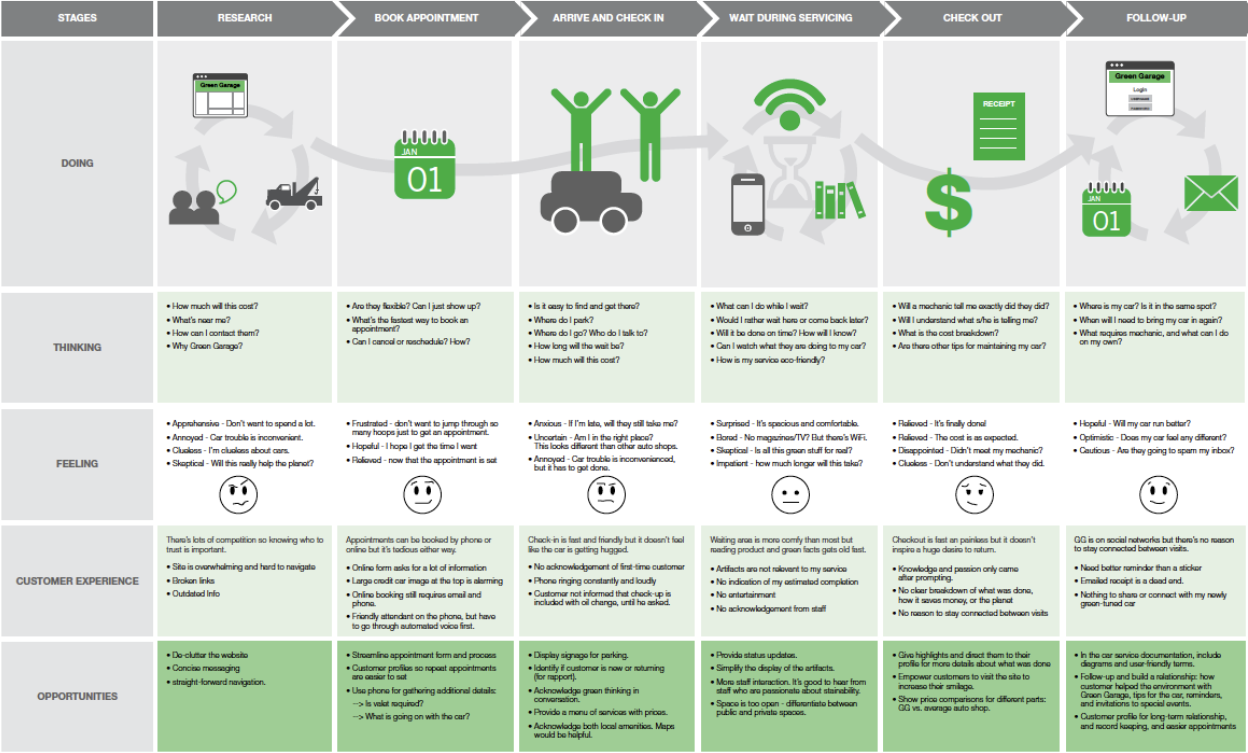 STAGES
RESEARCH
BOOK APPOINTMENT
ARRIVE AND CHECK IN
WAIT DURING SERVICING
CHECK OUT
FOLLOW-UP
DOING
Green Garage
JAN
01
RECEIPT
$
Green Garage
Login
JAN
01
THINKING
• How much will this cost?
• What's near me?
• How can I contact them?
• Why Green Garage?
• Are they flexible? Can I just show up?
• What's the fastest way to book an
appointment?
• Can I cancel or reschedule? How?
• Is it easy to find and get there?
• Where do I park?
• Where do I go? Who do I talk to?
• How long will the wait be?
• How much will this cost?
• What can I do while I wait?
• Would I rather wait here or come back later?
• Will it be done on time? How will I know?
• Can I watch what they are doing to my car?
• How is my service eco-friendly?
• Will a mechanic tell me exactly did they did?
• Will I understand what s/he is telling me?
• What is the cost breakdown?
• Are there other tips for maintaining my car?
• Where is my car? Is it in the same spot?
• When will I need to bring my car in again?
• What requires mechanic, and what can I do
on my own?
FEELING
• Apprehensive - Don't want to spend a lot.
• Annoyed - Car trouble is inconvenient.
• Clueless - I'm clueless about cars.
• Skeptical - Will this really help the planet?
• Frustrated - don't want to jump through so
many hoops just to get an appointment.
• Hopeful - I hope I get the time I want
• Relieved - now that the appointment is set
• Anxious - If I'm late, will they still take me?
• Uncertain - Am I in the right place?
This looks different than other auto shops.
• Annoyed - Car trouble is inconvenienced,
but it has to get done.
• Surprised - It's spacious and comfortable.
• Bored - No magazines/TV? But there's WiFi.
• Skeptical - Is all this green stuff for real?
• Impatient - how much longer will this take?
• Relieved - It's finally done!
• Relieved - The cost is as expected.
• Disappointed - Didn't meet my mechanic?
• Clueless - Don't understand what they did.
• Hopeful - Will my car run better?
• Optimistic - Does my car feel any different?
• Cautious - Are they going to spam my inbox?
CUSTOMER EXPERIENCE
There's lots of competition so knowing who to
trust is important.
• Site is overwhelming and hard to navigate
• Broken links
• Outdated Info
Appointments can be booked by phone or
online but it's tedious either way.
• Online form asks for a lot of information
• Large credit car image at the top is alarming
• Online booking still requires email and
phone.
• Friendly attendant on the phone, but have
to go through automated voice first.
Check-in is fast and friendly but it doesn't feel
like the car is getting hugged.
• No acknowledgement of first-time customer
• Phone ringing constantly and loudly
• Customer not informed that check-up is
included with oil change, until he asked.
Waiting area is more comfy than most but
reading product and green facts gets old fast.
• Artifacts are not relevant to my service
• No indication of my estimated completion
• No entertainment
• No acknowledgement from staff
Checkout is fast an painless but it doesn't
inspire a huge desire to return.
• Knowledge and passion only came
after prompting.
• No clear breakdown of what was done,
how it saves money, or the planet
• No reason to stay connected between visits
GG is on social networks but there's no reason
to stay connected between visits.
• Need better reminder than a sticker
• Emailed receipt is a dead end.
• Nothing to share or connect with my newly
green-tuned car
OPPORTUNITIES
• De-clutter the website
• Concise messaging
• straight-forward navigation.
• Streamline appointment form and process
• Customer profiles so repeat appointments
are easier to set
• Use phone for gathering additional details:
--> Is valet required?
--> What is going on with the car?
• Display signage for parking.
• Identify if customer is new or returning
(for rapport).
• Acknowledge green thinking in
conversation.
• Provide a menu of services with prices.
• Acknowledge both local amenities. Maps
would be helpful.
• Provide status updates.
• Simplify the display of the artifacts.
• More staff interaction. It's good to hear from
staff who are passionate about stainability.
• Space is too open - differentiate between
public and private spaces.
• Give highlights and direct them to their
profile for more details about what was done
• Empower customers to visit the site to
increase their smilage.
• Show price comparisons for different parts:
GG vs. average auto shop.
• In the car service documentation, include
diagrams and user-friendly terms.
• Follow-up and build a relationship: how
customer helped the environment with
Green Garage, tips for the car, reminders,
and invitations to special events.
• Customer profile for long-term relationship,
and record keeping, and easier appointments